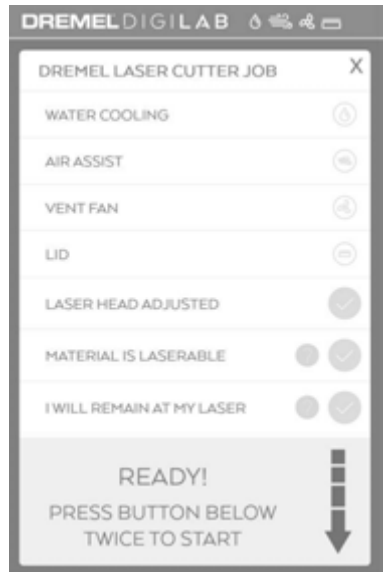 DREMEL DIGILAB
DREMEL LASER CUTTER JOB X
WATER COOLING
AIR ASSIST
VENT FAN
LID
LASER HEAD ADJUSTED
MATERIAL IS LASERABLE
I WILL REMAIN AT MY LASER
READY!
PRESS BUTTON BELOW
TWICE TO START